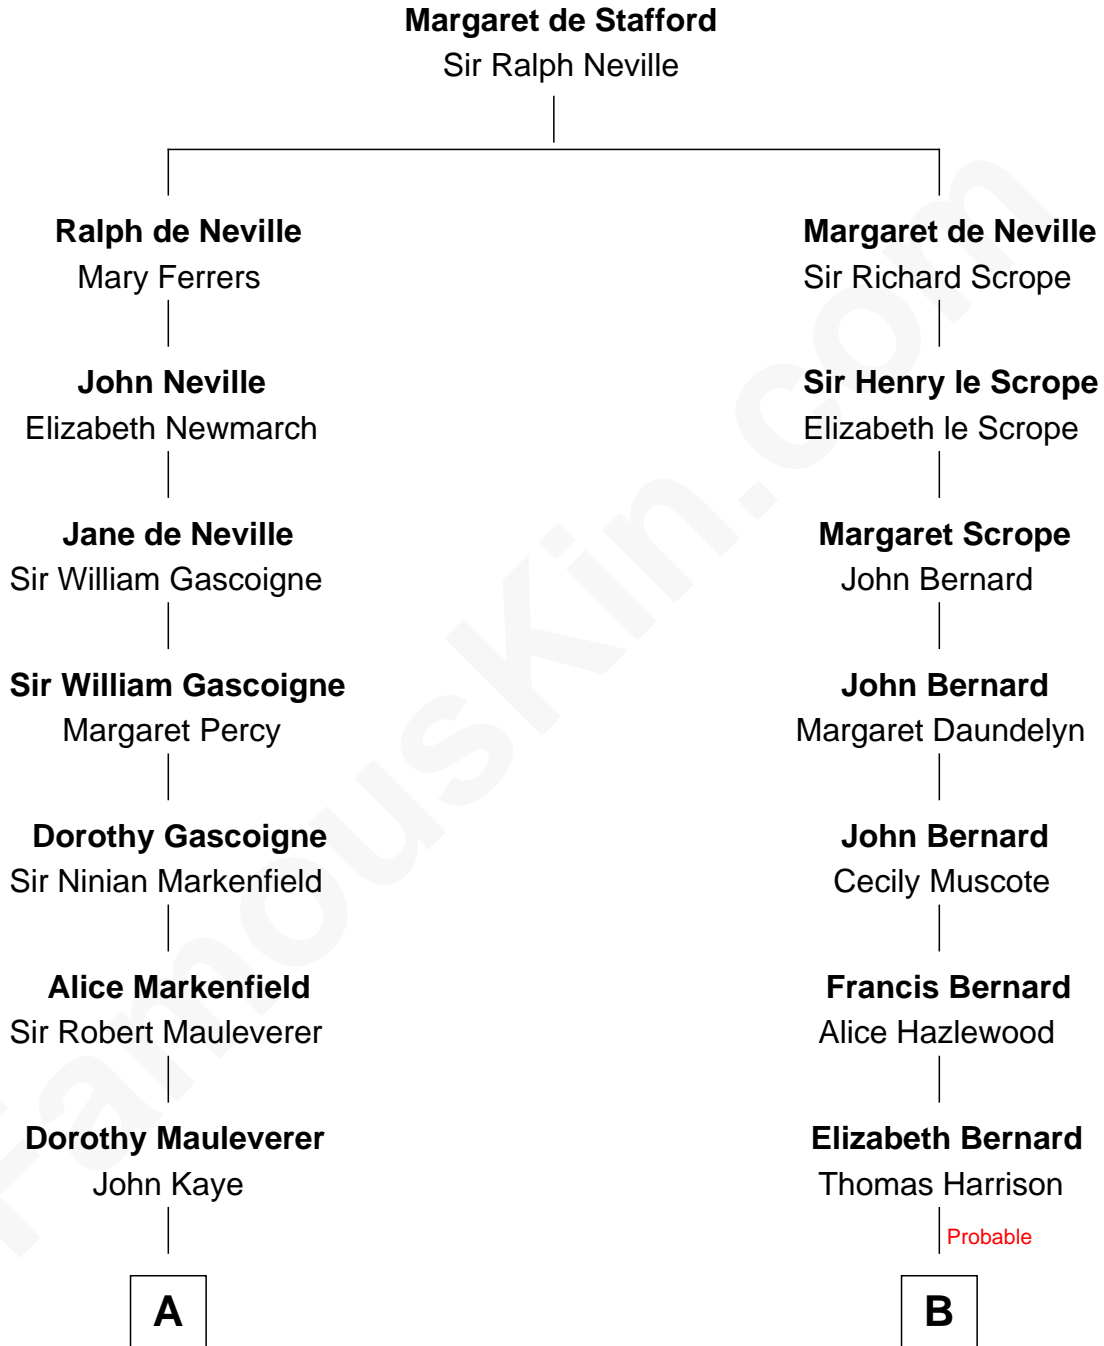 Margaret de Stafford
Sir Ralph Neville
Ralph de Neville
Mary Ferrers
John Neville
Elizabeth Newmarch
Jane de Neville
Sir William Gascoigne
Sir William Gascoigne
Margaret Percy
Dorothy Gascoigne
Sir Ninian Markenfield
Alice Markenfield
Sir Robert Mauleverer
Dorothy Mauleverer
John Kaye
A
Margaret de Neville
Sir Richard Scrope
Sir Henry le Scrope
Elizabeth le Scrope
Margaret Scrope
John Bernard
John Bernard
Margaret Daundelyn
John Bernard
Cecily Muscote
Francis Bernard
Alice Hazlewood
Elizabeth Bernard
Thomas Harrison
Probable
B
FamousKin.com